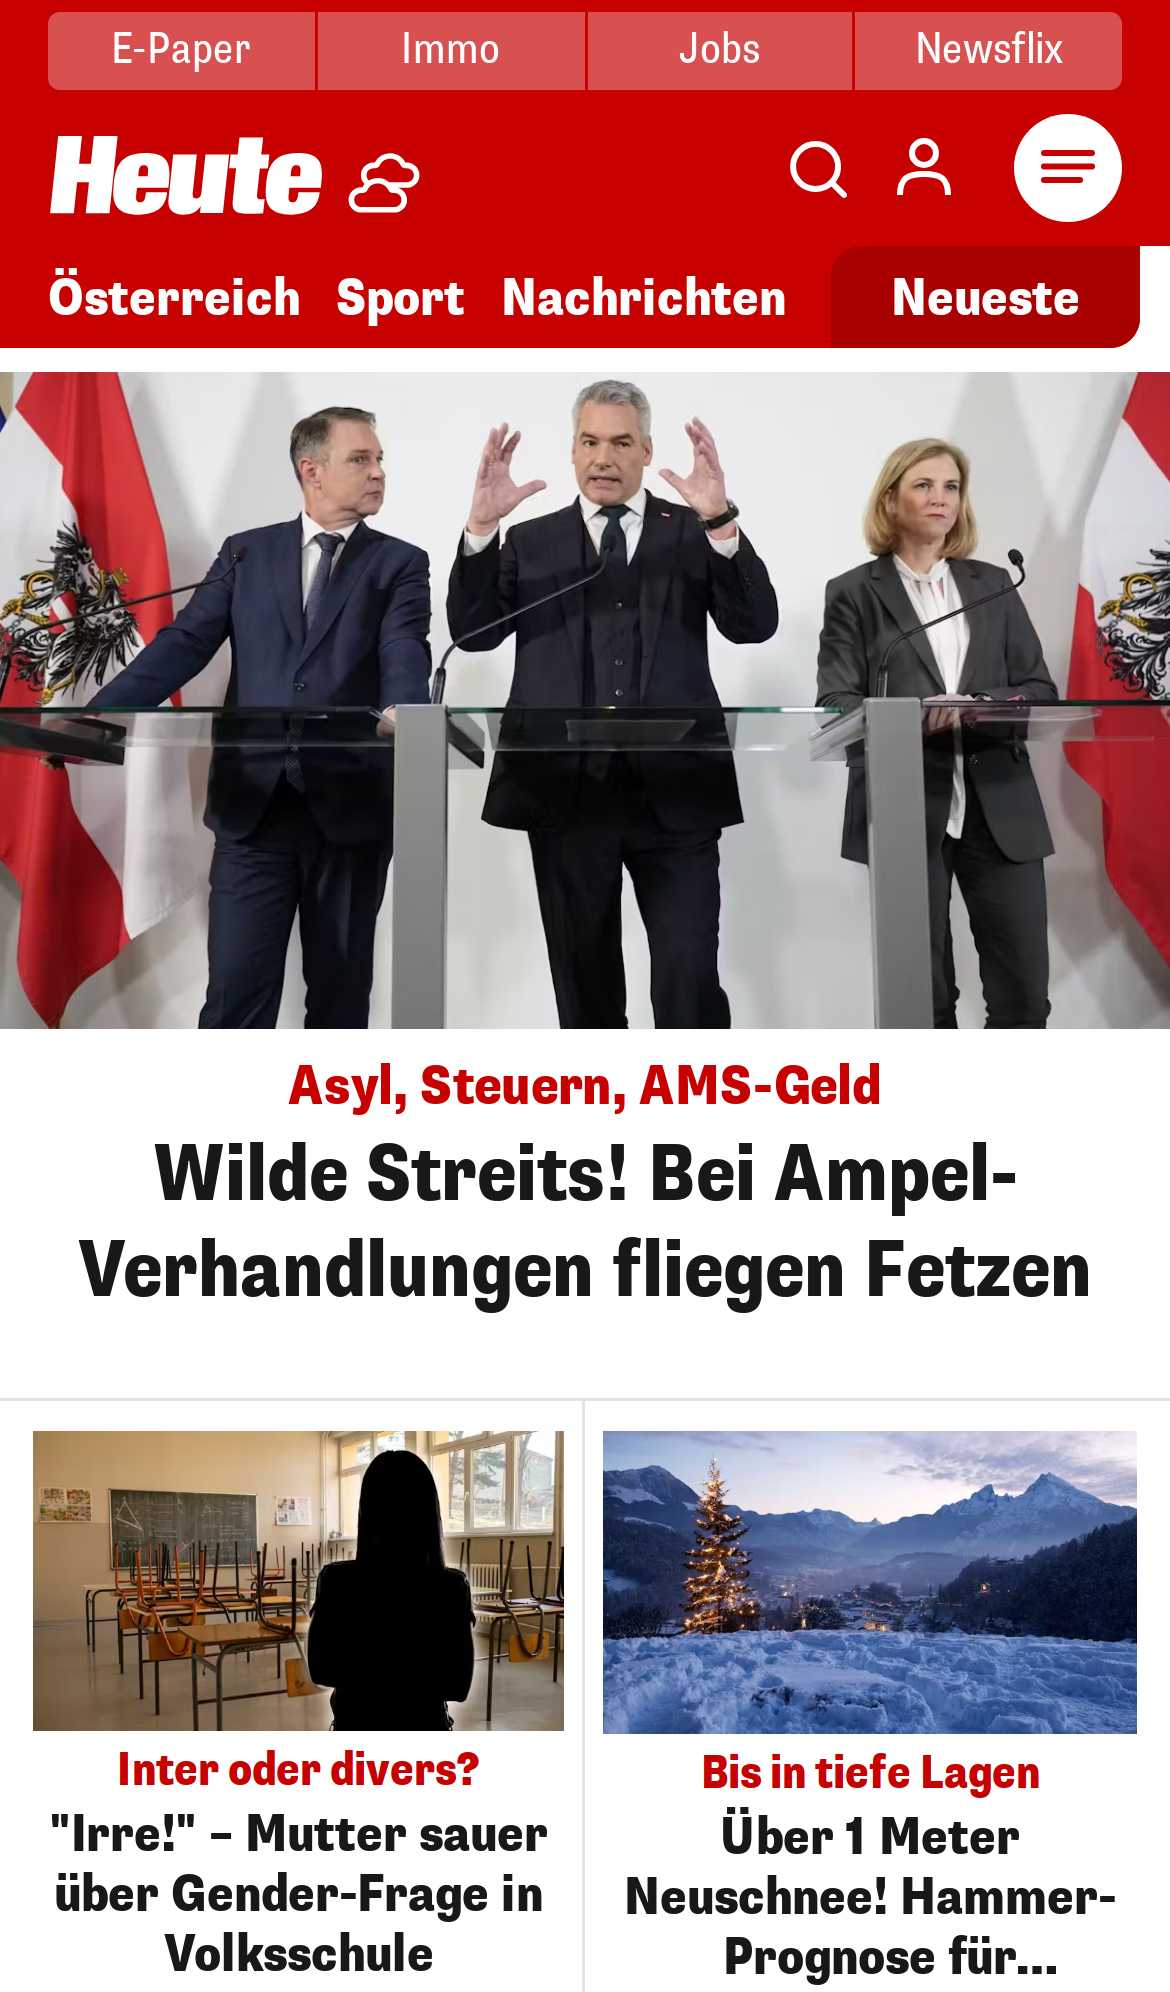 E-Paper
Immo
Jobs
Newsflix
Heute
Österreich
Sport
Nachrichten
Neueste
Asyl, Steuern, AMS-Geld
Wilde Streits! Bei Ampel-
Verhandlungen fliegen Fetzen
Inter oder divers?
"Irre!" – Mutter sauer
über Gender-Frage in
Volksschule
Bis in tiefe Lagen
Über 1 Meter
Neuschnee! Hammer-
Prognose für...